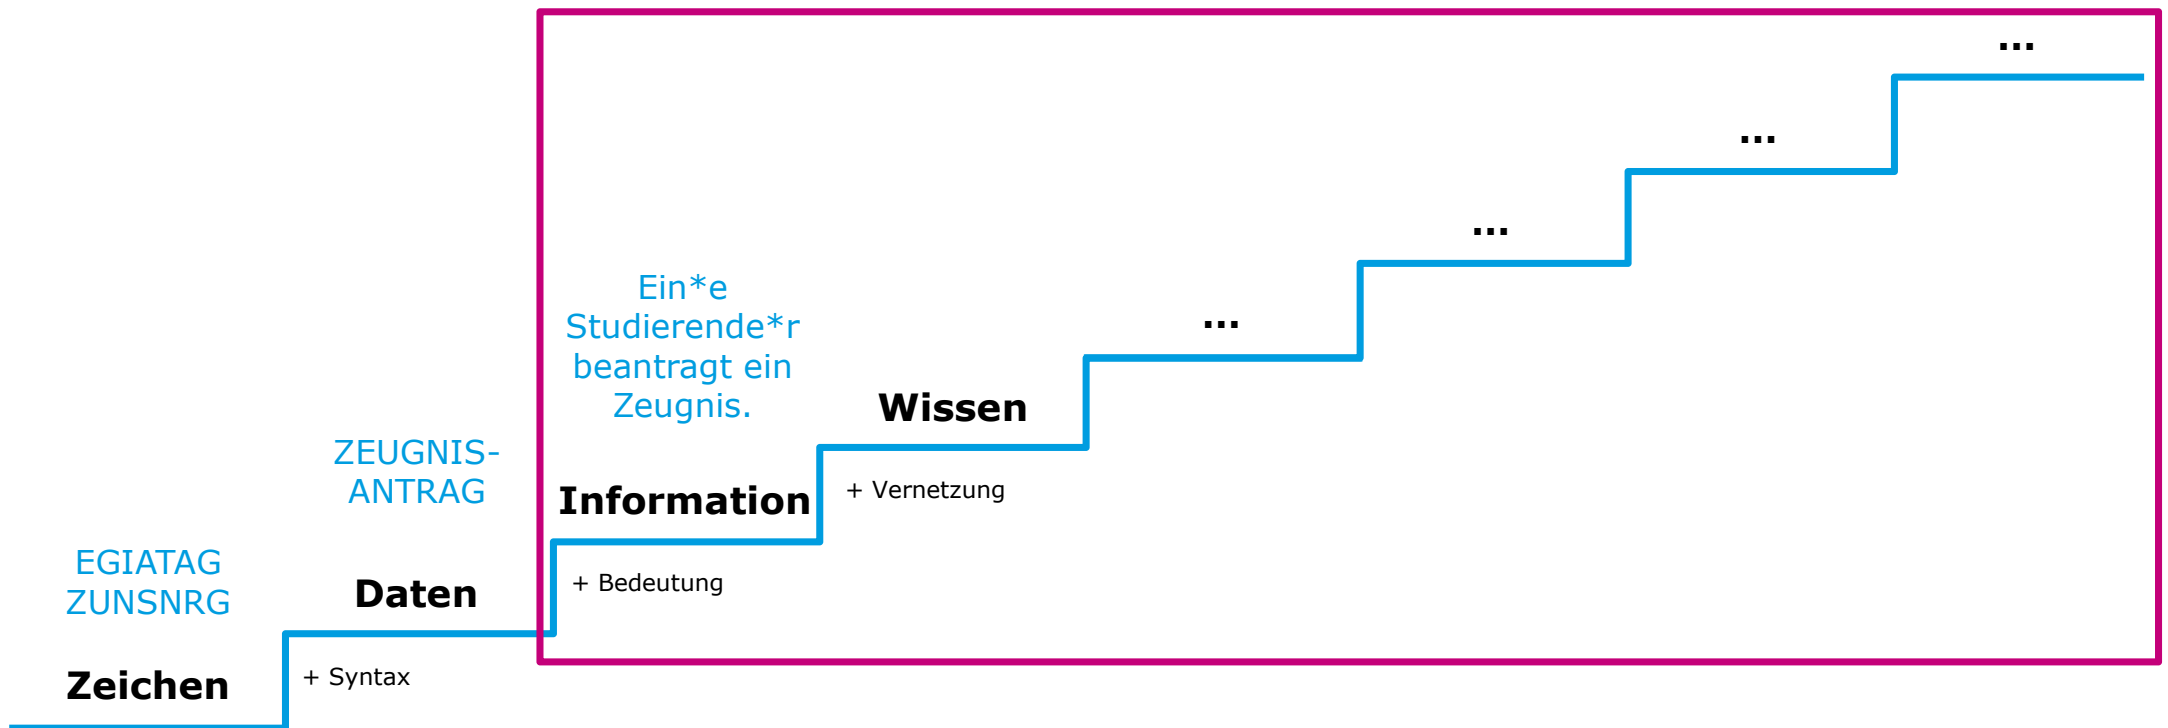 EGIATAG
ZUNSNRG
Zeichen
+ Syntax
ZEUGNIS-
ANTRAG
Daten
+ Bedeutung
Ein*e
Studierende*r
beantragt ein
Zeugnis.
Information
+ Vernetzung
Wissen
...
...
...
...